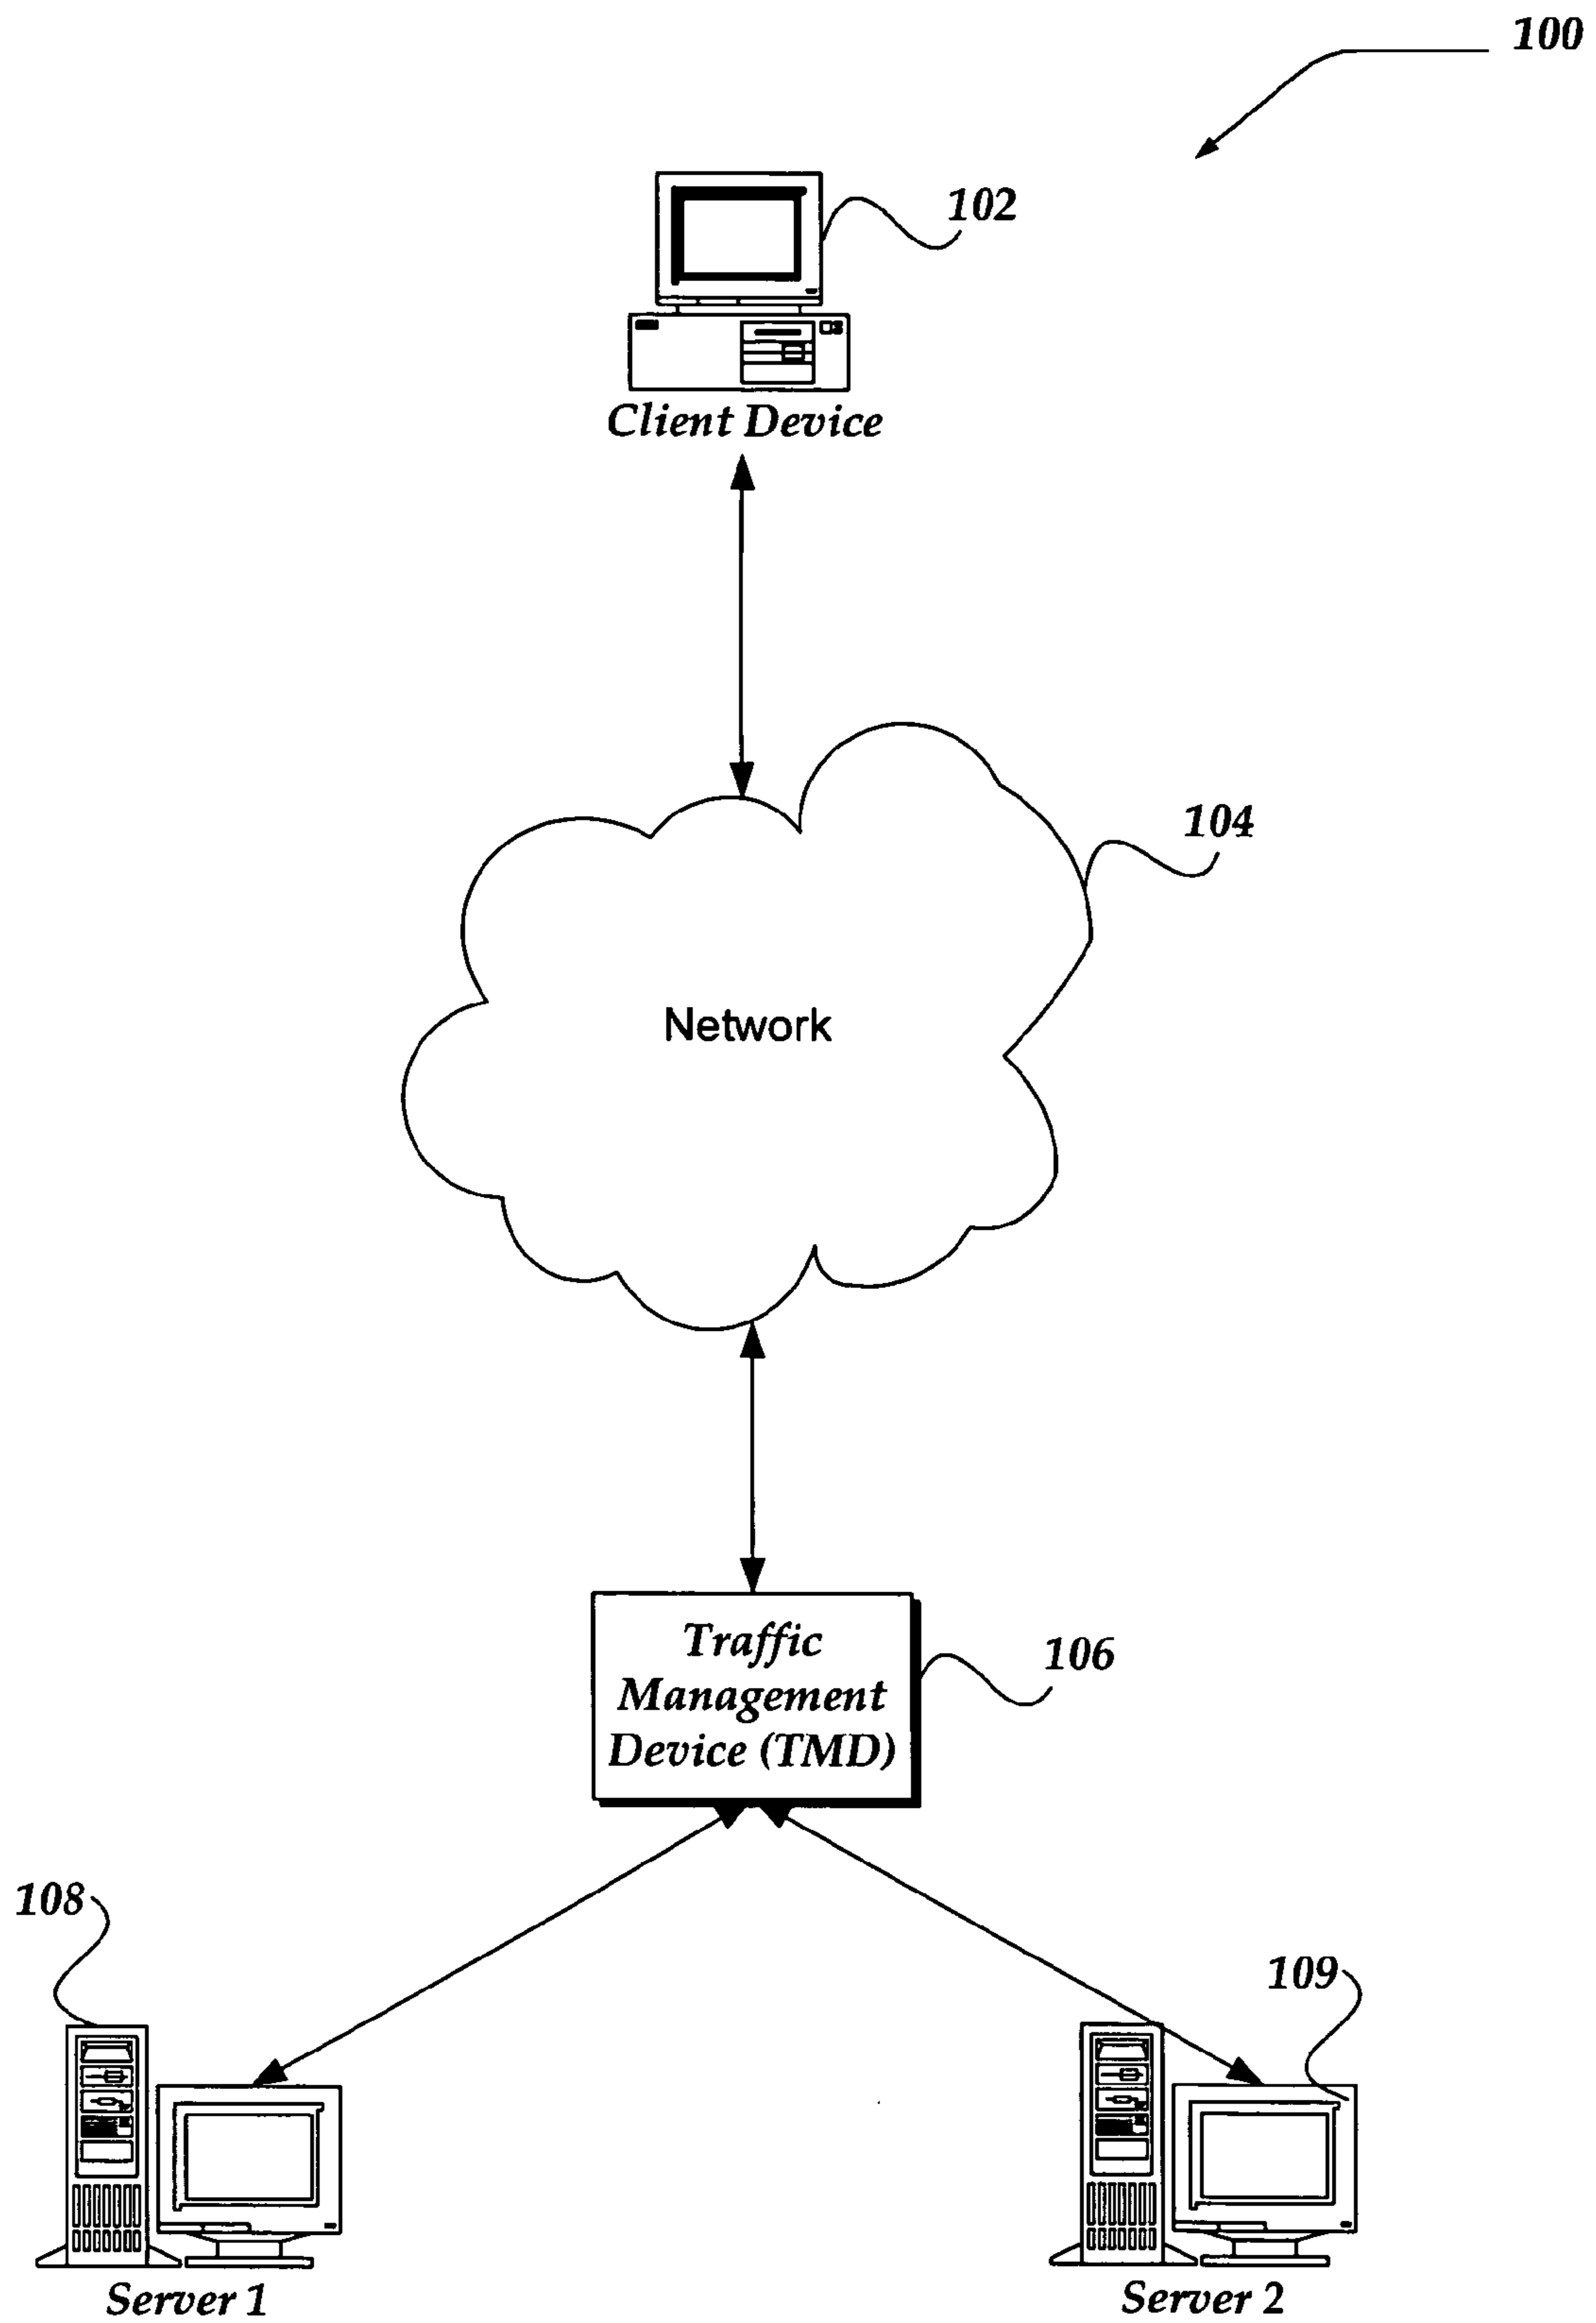 100
102
Client Device
104
Network
Traffic
Management
Device (TMD)
106
108
109
Server 1
Server 2